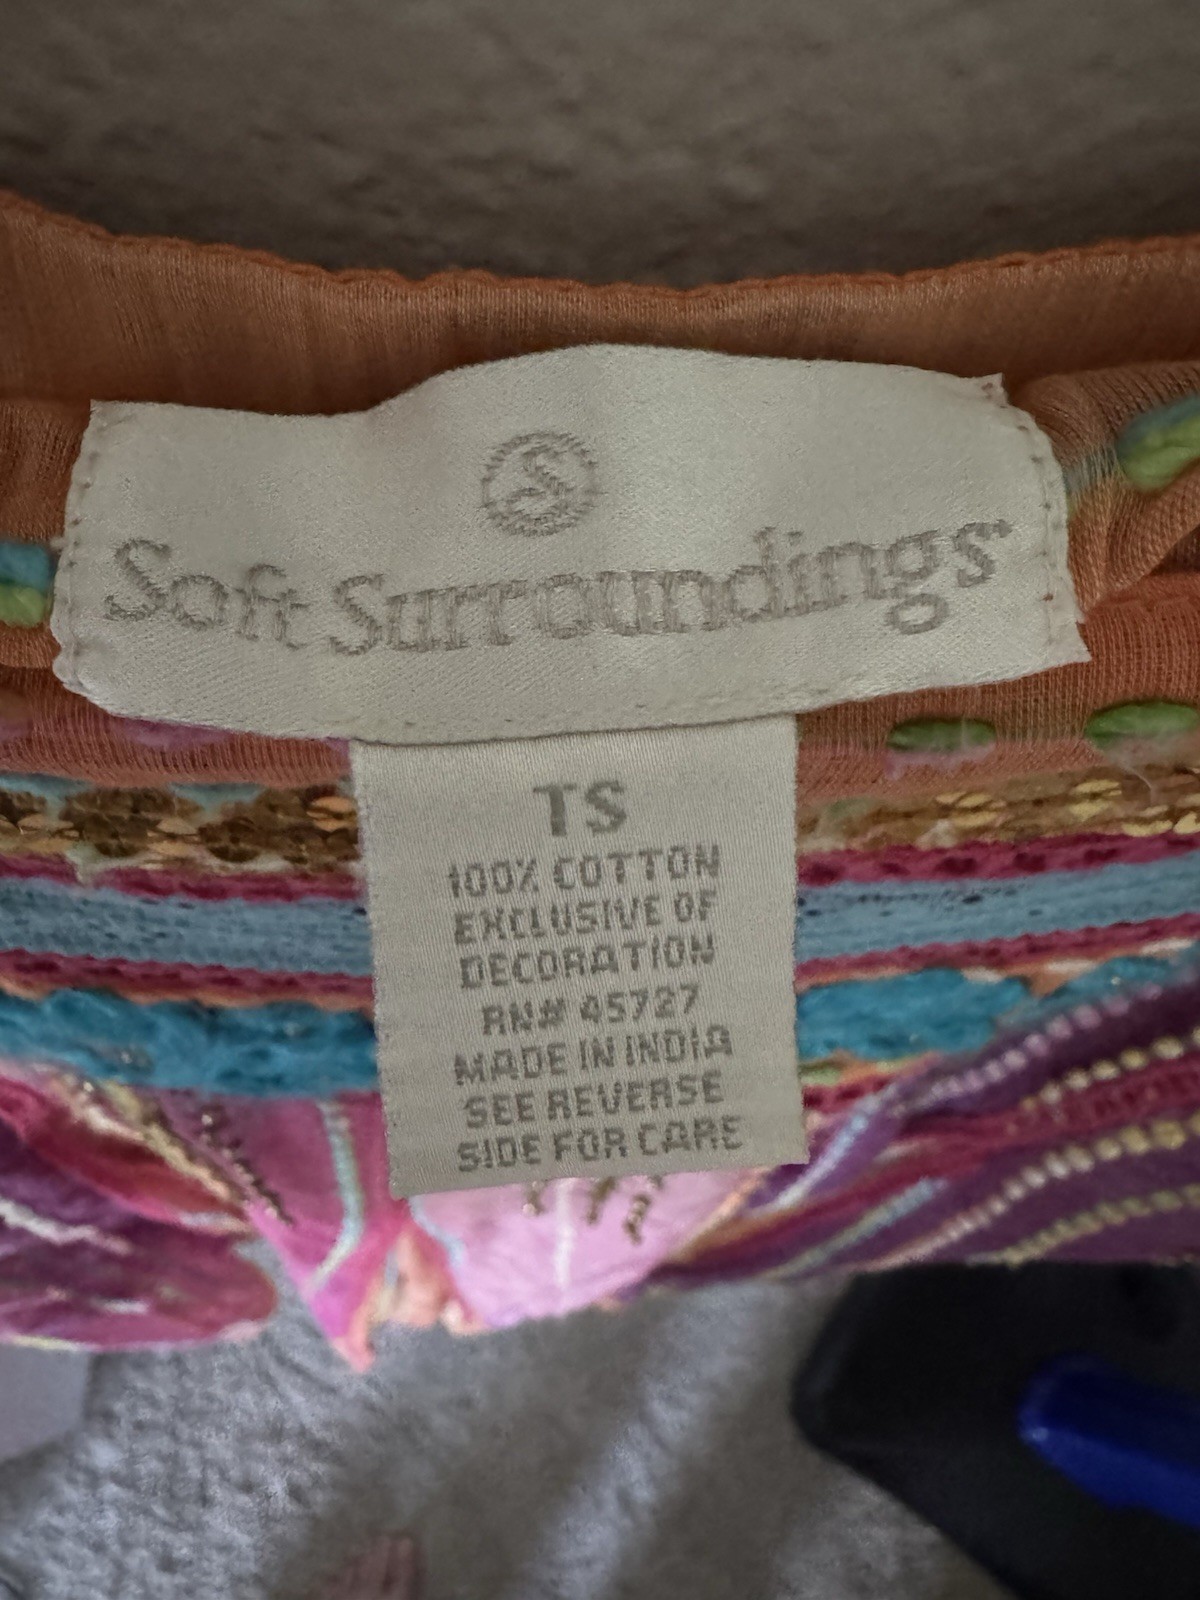 S
Soft Surroundings
TS
100% COTTON
EXCLUSIVE OF
DECORATION
RN# 45727
MADE IN INDIA
SEE REVERSE
SIDE FOR CARE